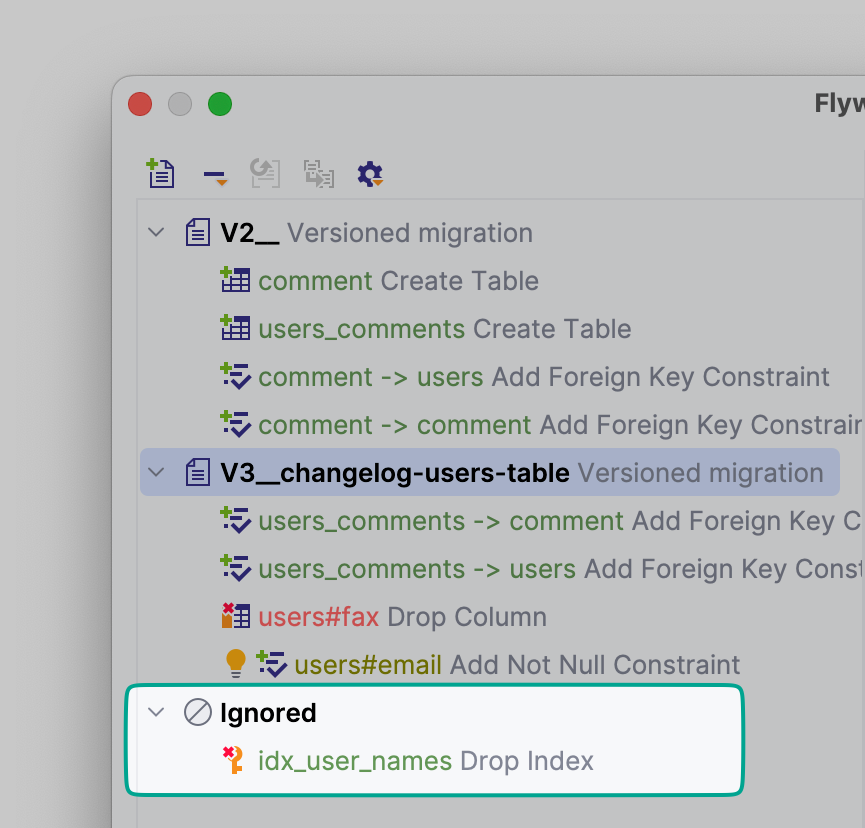 Flyw
V2__ Versioned migration
comment Create Table
users_comments Create Table
comment -> users Add Foreign Key Constraint
comment -> comment Add Foreign Key Constrain
V3__changelog-users-table Versioned migration
users_comments -> comment Add Foreign Key C
users_comments -> users Add Foreign Key Const
users#fax Drop Column
users#email Add Not Null Constraint
Ignored
idx_user_names Drop Index